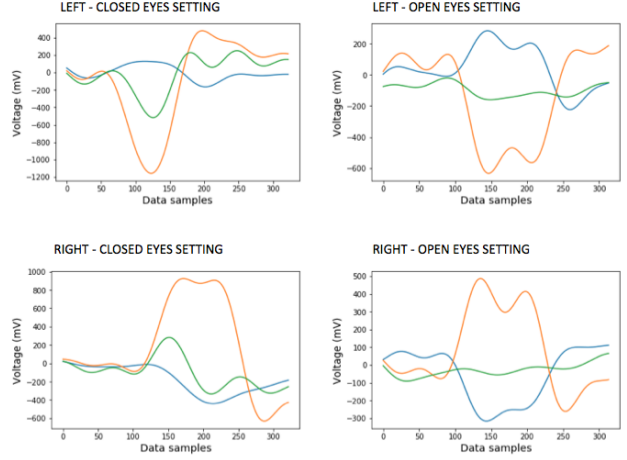 LEFT - CLOSED EYES SETTING
400
200
0
-200
-400
-600
-800
-1000
-1200
Voltage (mV)
0 50 100 150 200 250 300
Data samples
LEFT - OPEN EYES SETTING
200
0
-200
-400
-600
Voltage (mV)
0 50 100 150 200 250 300
Data samples
RIGHT - CLOSED EYES SETTING
1000
800
600
400
200
0
-200
-400
-600
Voltage (mV)
0 50 100 150 200 250 300
Data samples
RIGHT - OPEN EYES SETTING
500
400
300
200
100
0
-100
-200
-300
Voltage (mV)
0 50 100 150 200 250 300
Data samples